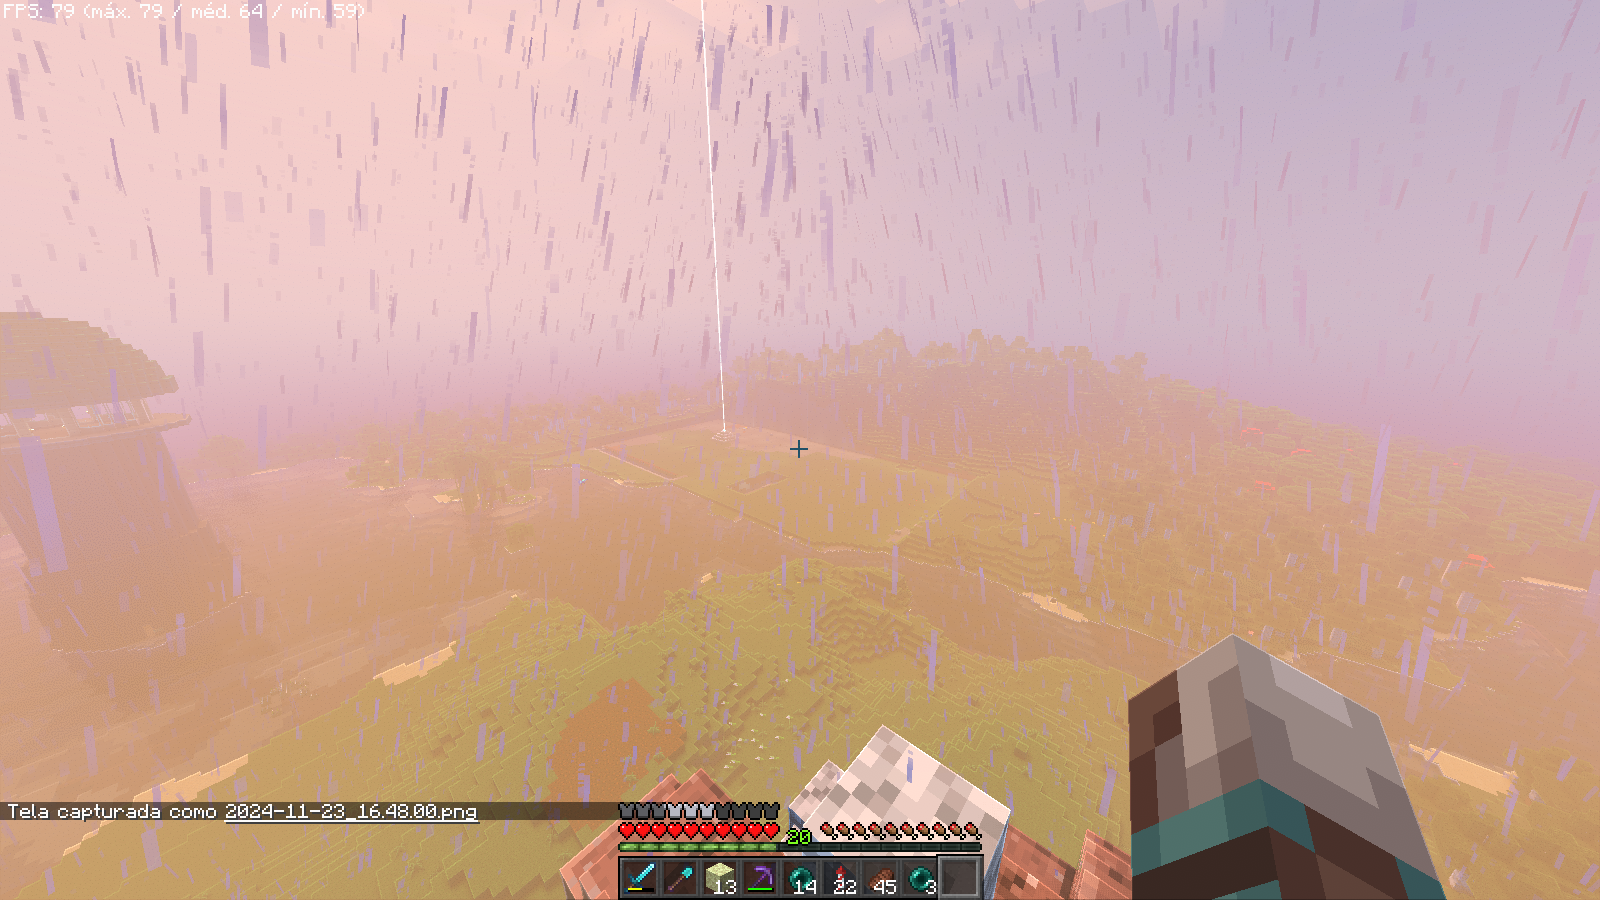 FPS: 79 (máx. 79 / méd. 64 / mín. 59)
Tela capturada como 2024-11-23_16.48.00.png
20
13 14 22 45 3